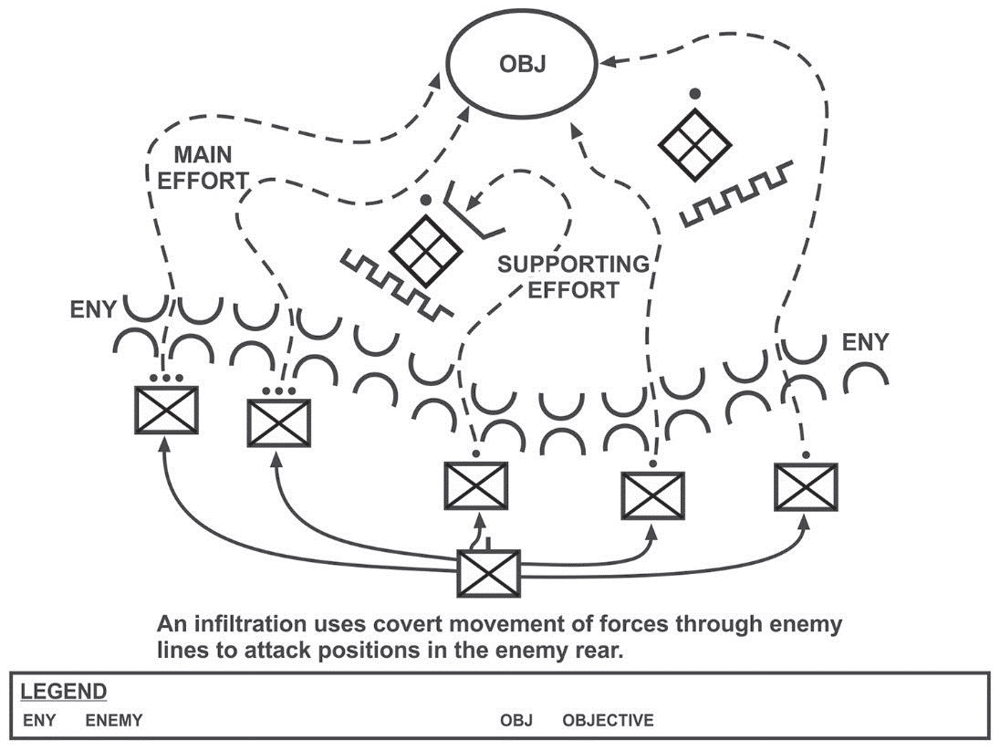 OBJ
MAIN
EFFORT
SUPPORTING
EFFORT
ENY
ENY
An infiltration uses covert movement of forces through enemy
lines to attack positions in the enemy rear.
LEGEND
ENY ENEMY OBJ OBJECTIVE